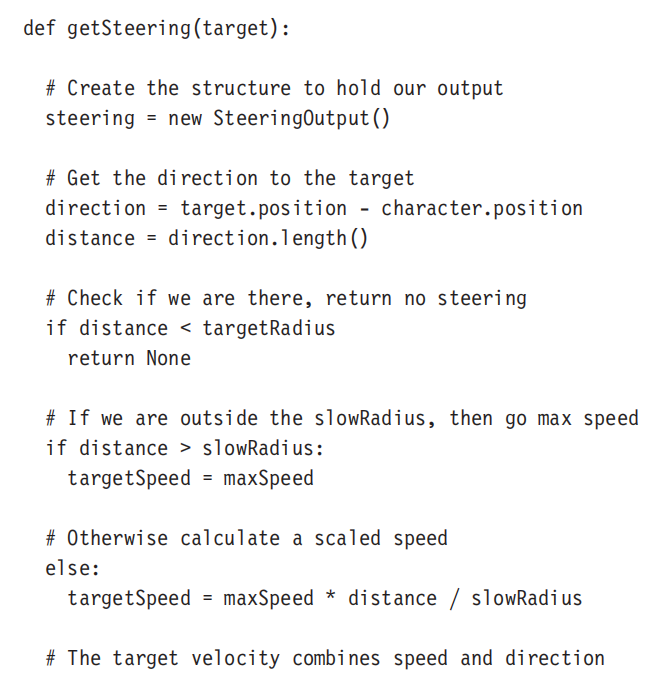 def getSteering(target):
# Create the structure to hold our output
steering = new SteeringOutput()
# Get the direction to the target
direction = target.position - character.position
distance = direction.length()
# Check if we are there, return no steering
if distance < targetRadius
return None
# If we are outside the slowRadius, then go max speed
if distance > slowRadius:
targetSpeed = maxSpeed
# Otherwise calculate a scaled speed
else:
targetSpeed = maxSpeed * distance / slowRadius
# The target velocity combines speed and direction